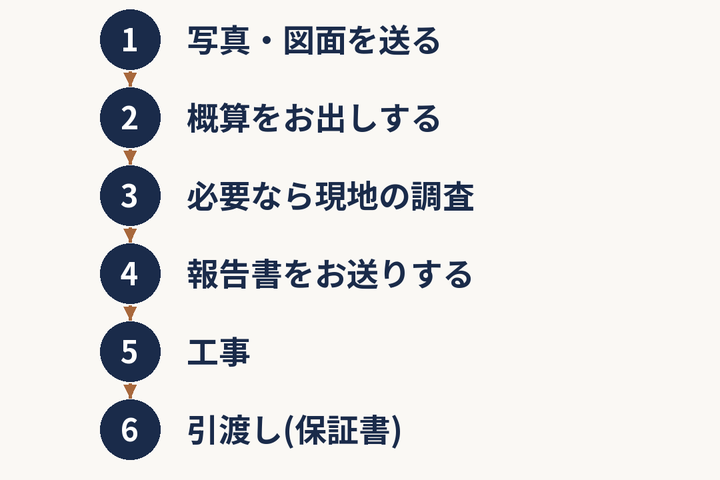 1 写真・図面を送る
2 概算をお出しする
3 必要なら現地の調査
4 報告書をお送りする
5 工事
6 引渡し(保証書)